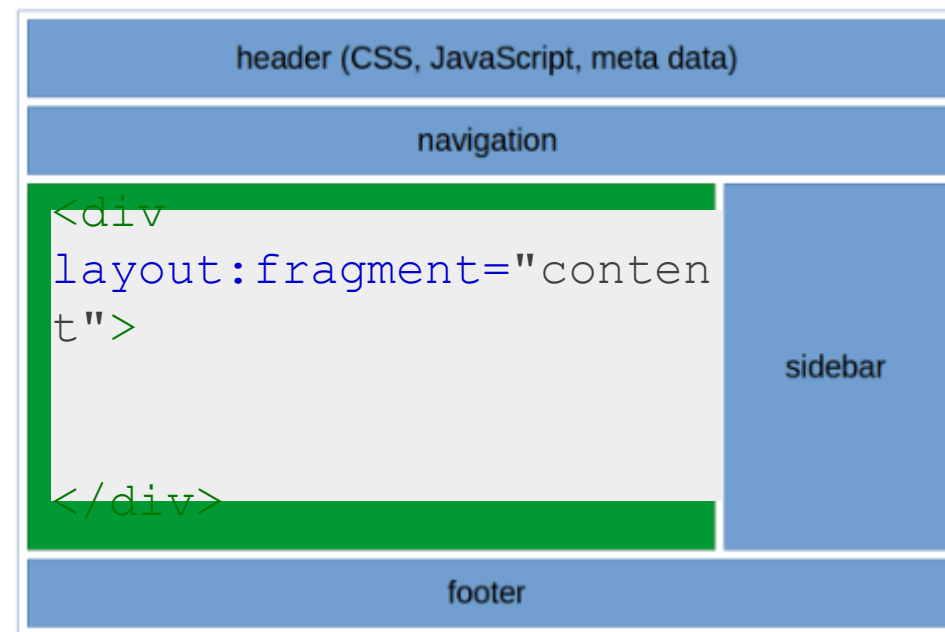 header (CSS, JavaScript, meta data)
navigation
<div
layout:fragment="conten
t">
</div>
sidebar
footer